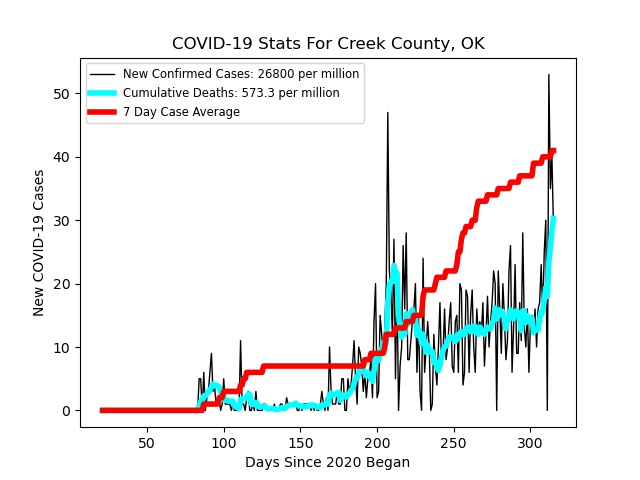 COVID-19 Stats For Creek County, OK
New Confirmed Cases: 26800 per million
Cumulative Deaths: 573.3 per million
7 Day Case Average
New COVID-19 Cases
50
40
30
20
10
0
50 100 150 200 250 300
Days Since 2020 Began